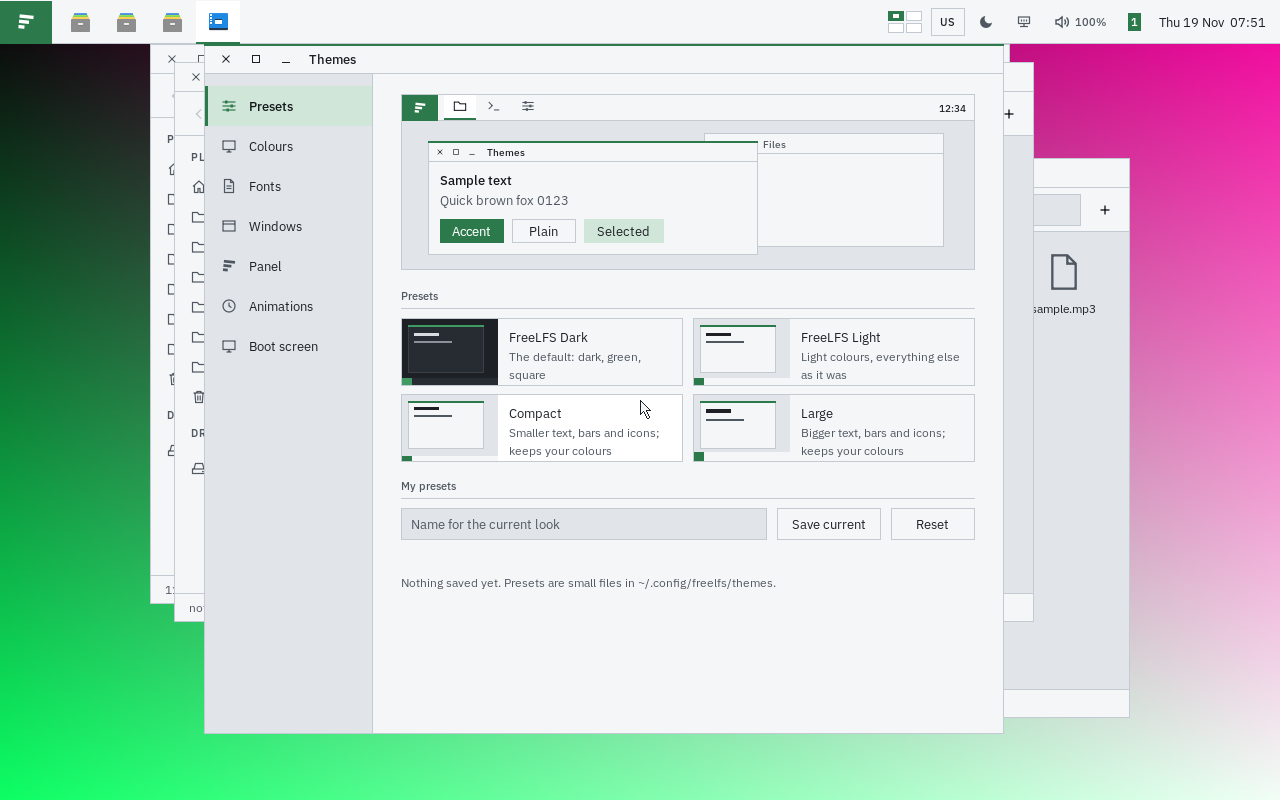 US
100%
1
Thu 19 Nov 07:51
Themes
Presets
Colours
Fonts
Windows
Panel
Animations
Boot screen
12:34
Files
Themes
Sample text
Quick brown fox 0123
Accent
Plain
Selected
Presets
FreeLFS Dark
The default: dark, green,
square
FreeLFS Light
Light colours, everything else
as it was
Compact
Smaller text, bars and icons;
keeps your colours
Large
Bigger text, bars and icons;
keeps your colours
My presets
Name for the current look
Save current
Reset
Nothing saved yet. Presets are small files in ~/.config/freelfs/themes.
sample.mp3